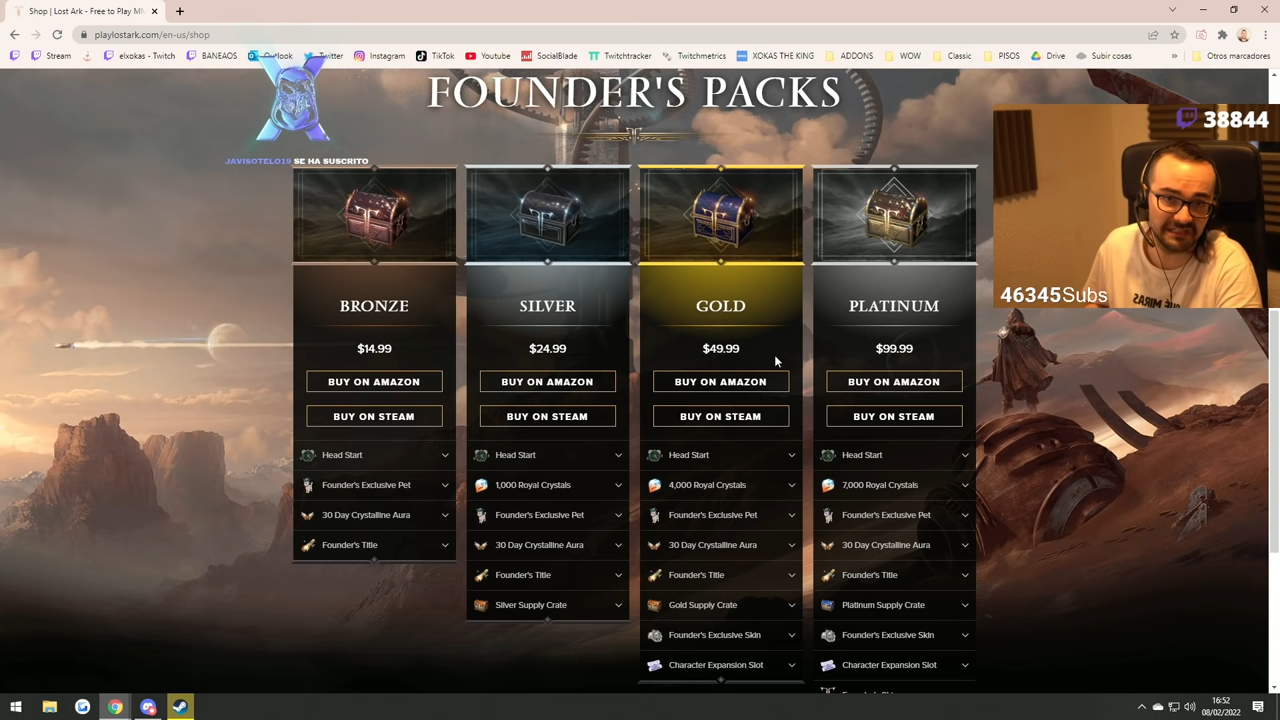 Shop | Lost Ark - Free to Play MM
playlostark.com/en-us/shop
Stream
elxokas - Twitch
BANEAOS
Outlook
Twitter
Instagram
TikTok
Youtube
SocialBlade
Twitchtracker
Twitchmetrics
XOKAS THE KING
ADDONS
WOW
Classic
PISOS
Drive
Subir cosas
Otros marcadores
FOUNDER'S PACKS
38844
JAVISOTELO19 SE HA SUSCRITO
46345Subs
BRONZE
$14.99
BUY ON AMAZON
BUY ON STEAM
Head Start
Founder's Exclusive Pet
30 Day Crystalline Aura
Founder's Title
SILVER
$24.99
BUY ON AMAZON
BUY ON STEAM
Head Start
1,000 Royal Crystals
Founder's Exclusive Pet
30 Day Crystalline Aura
Founder's Title
Silver Supply Crate
GOLD
$49.99
BUY ON AMAZON
BUY ON STEAM
Head Start
4,000 Royal Crystals
Founder's Exclusive Pet
30 Day Crystalline Aura
Founder's Title
Gold Supply Crate
Founder's Exclusive Skin
Character Expansion Slot
PLATINUM
$99.99
BUY ON AMAZON
BUY ON STEAM
Head Start
7,000 Royal Crystals
Founder's Exclusive Pet
30 Day Crystalline Aura
Founder's Title
Platinum Supply Crate
Founder's Exclusive Skin
Character Expansion Slot
16:52
08/02/2022